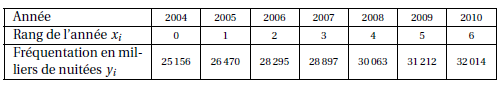 Année 2004 2005 2006 2007 2008 2009 2010
Rang de l'année xi 0 1 2 3 4 5 6
Fréquentation en mil-
liers de nuitées yi 25 156 26 470 28 295 28 897 30 063 31 212 32 014